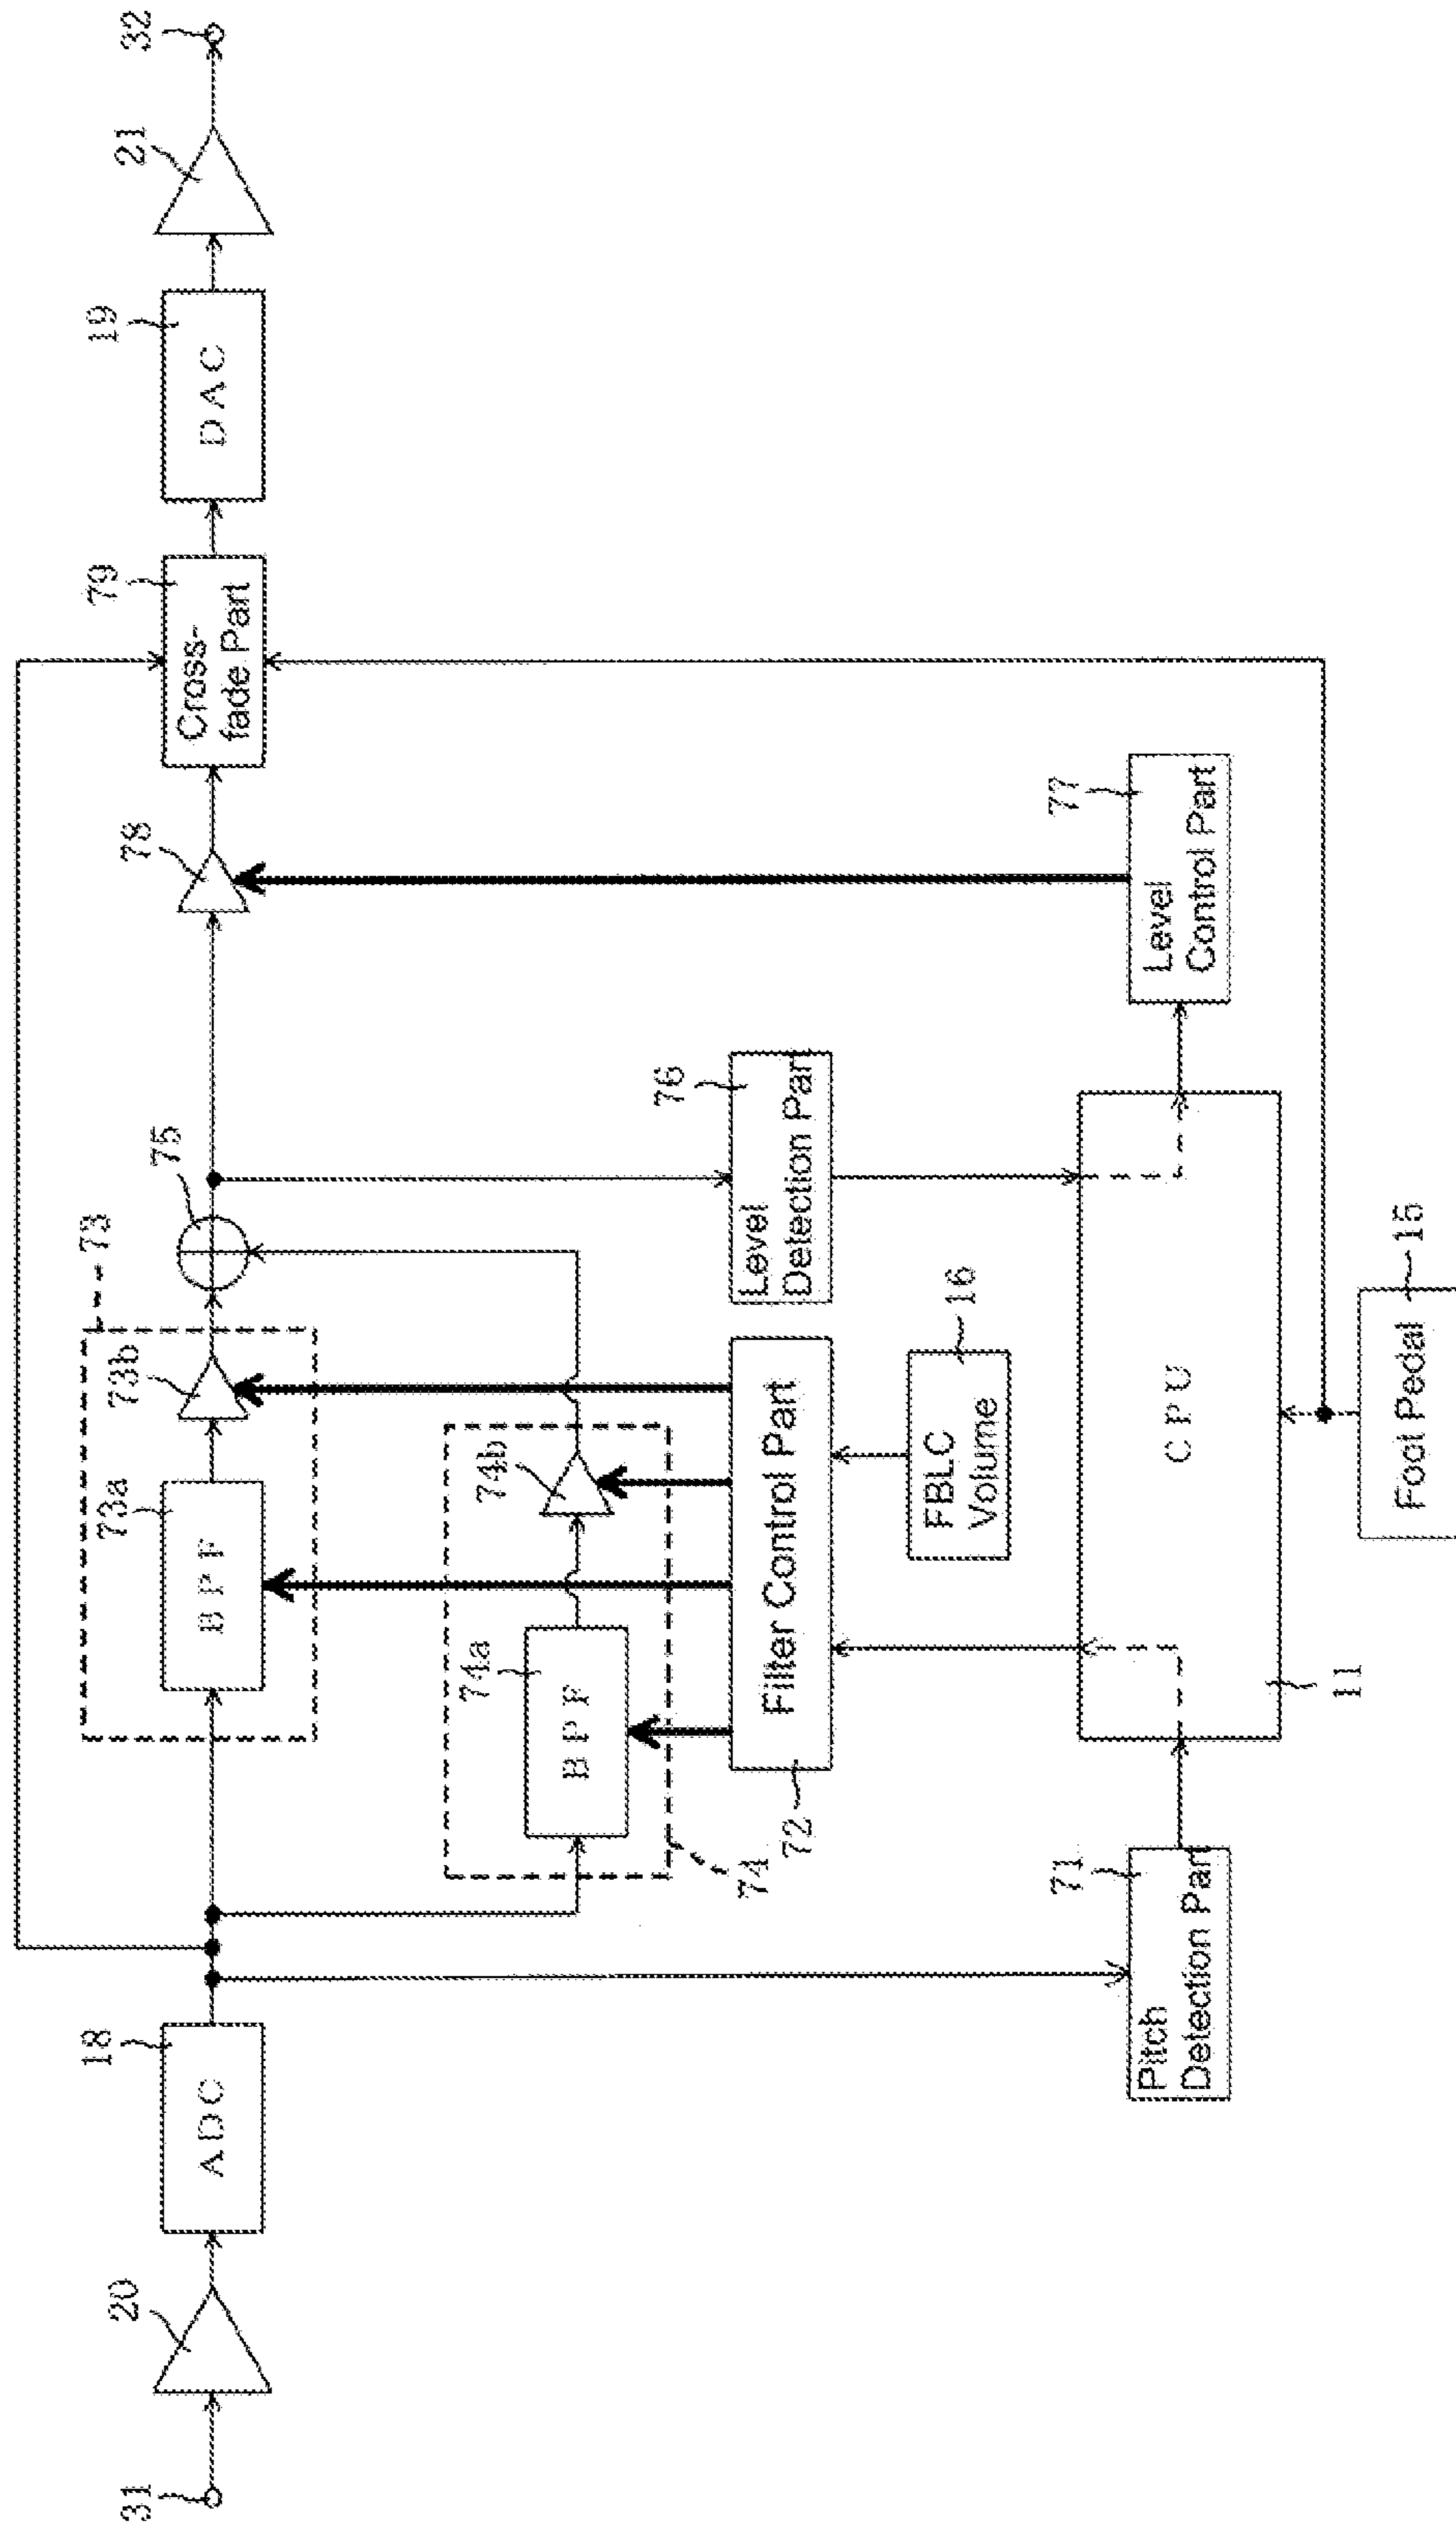 31
20
18
ADC
73
73a
BPF
73b
75
78
79
Cross-
fade Part
19
DAC
21
32
74a
BPF
74b
74
72
Filter Control Part
76
Level
Detection Part
16
FBLC
Volume
77
Level
Control Part
71
Pitch
Detection Part
CPU
11
Foot Pedal
15